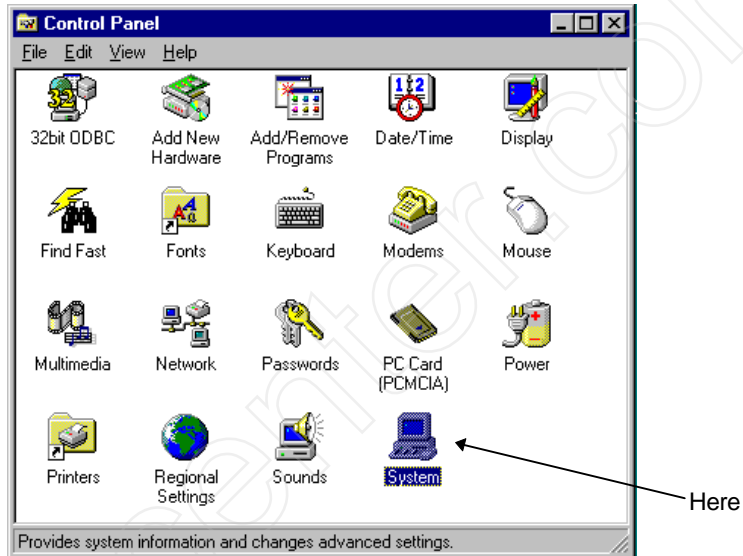 Control Panel
File Edit View Help
32bit ODBC
Add New
Hardware
Add/Remove
Programs
Date/Time
Display
Find Fast
Fonts
Keyboard
Modems
Mouse
Multimedia
Network
Passwords
PC Card
(PCMCIA)
Power
Printers
Regional
Settings
Sounds
System
Here
Provides system information and changes advanced settings.